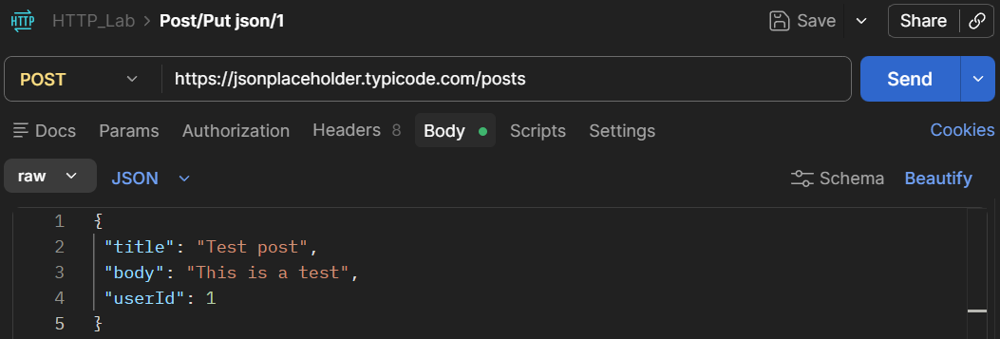 HTTP HTTP_Lab > Post/Put json/1 Save Share
POST https://jsonplaceholder.typicode.com/posts Send
Docs Params Authorization Headers 8 Body Scripts Settings Cookies
raw JSON Schema Beautify
1 {
2 "title": "Test post",
3 "body": "This is a test",
4 "userId": 1
5 }